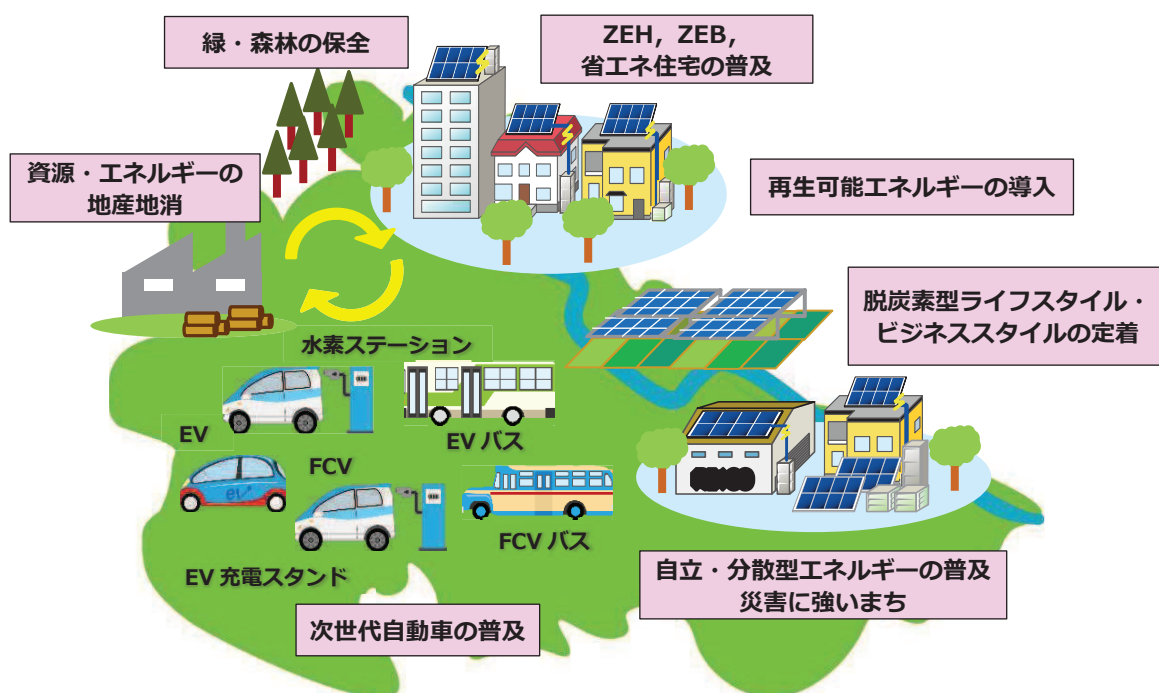 緑・森林の保全
ZEH，ZEB，
省エネ住宅の普及
資源・エネルギーの
地産地消
再生可能エネルギーの導入
脱炭素型ライフスタイル・
ビジネススタイルの定着
水素ステーション
EV
EV バス
FCV
ev
FCV バス
EV 充電スタンド
自立・分散型エネルギーの普及
災害に強いまち
次世代自動車の普及